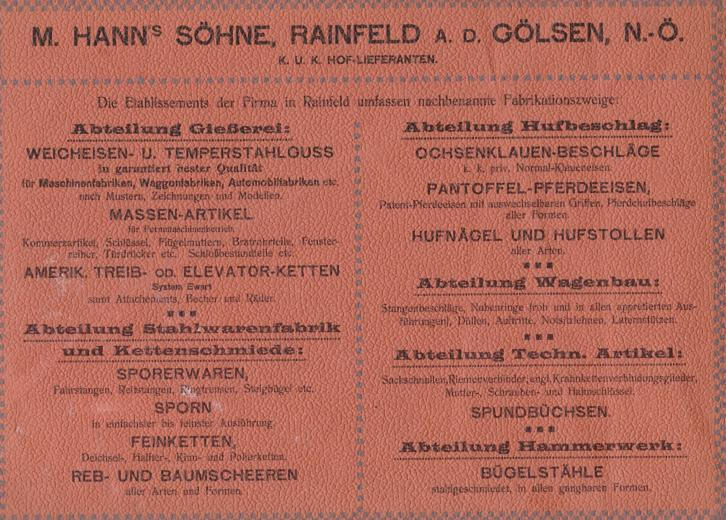 M. HANNs SÖHNE, RAINFELD A. D. GÖLSEN, N.-Ö.
K. U. K. HOF-LIEFERANTEN.
Die Etablissements der Firma in Rainfeld umfassen nachbenannte Fabrikationszweige:
Abteilung Gießerei:
WEICHEISEN- U. TEMPERSTAHLGUSS
in garantiert bester Qualität
für Maschinenfabriken, Waggonfabriken, Automobilfabriken etc.
nach Mustern, Zeichnungen und Modellen.
MASSEN-ARTIKEL
für Formmaschinenbetrieb
Kommerzartikel, Schlüssel, Flügelmuttern, Bratrohrteile, Fenster-
reiber, Türdrücker etc. Schloßbestandteile etc.
AMERIK. TREIB- OD. ELEVATOR-KETTEN
System Ewart
samt Attachements, Becher und Räder.
Abteilung Stahlwarenfabrik
und Kettenschmiede:
SPORERWAREN,
Fahrstangen, Reitstangen, Ringtrensen, Steigbügel etc.
SPORN
in einfachster bis feinster Ausführung.
FEINKETTEN,
Deichsel-, Halfter-, Kinn- und Polierketten.
REB- UND BAUMSCHEEREN
aller Arten und Formen.
Abteilung Hufbeschlag:
OCHSENKLAUEN-BESCHLÄGE
k. k. priv. Normal-Klaueneisen.
PANTOFFEL-PFERDEEISEN,
Patent-Pferdeeisen mit auswechselbaren Griffen, Pferdehufbeschläge
aller Formen.
HUFNÄGEL UND HUFSTOLLEN
aller Arten.
Abteilung Wagenbau:
Stangenbeschläge, Nabenringe froh und in allen appretierten Aus-
führungen), Düllen, Auftritte, Laternstützen.
Abteilung Techn. Artikel:
Sackschnallen, Riemenverbinder, engl. Krahnkettenverbindungsglieder,
Mutter-, Schrauben- und Hahnschlüssel.
SPUNDBÜCHSEN.
Abteilung Hammerwerk:
BÜGELSTÄHLE
stahlgeschmiedet, in allen gangbaren Formen.